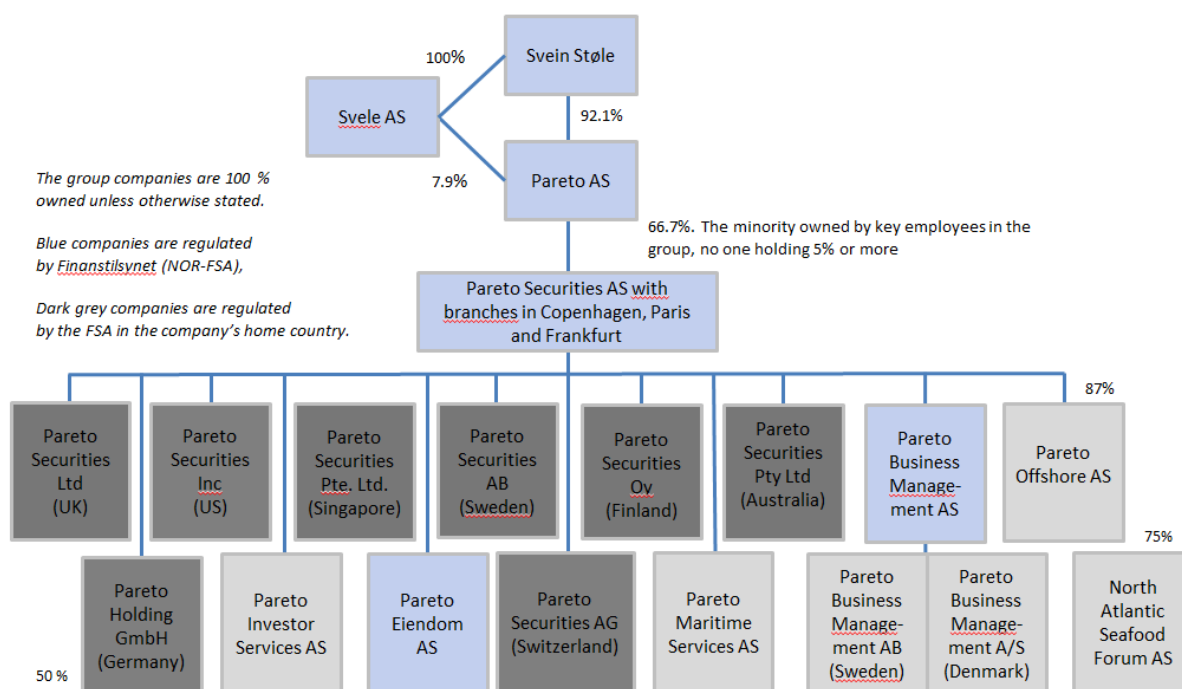 100%
Svein Støle
Svele AS
92.1%
7.9%
Pareto AS
The group companies are 100 %
owned unless otherwise stated.
Blue companies are regulated
by Finanstilsynet (NOR-FSA),
Dark grey companies are regulated
by the FSA in the company's home country.
66.7%. The minority owned by key employees in the
group, no one holding 5% or more
Pareto Securities AS with
branches in Copenhagen, Paris
and Frankfurt
87%
Pareto
Securities
Ltd
(UK)
Pareto
Securities
Inc
(US)
Pareto
Securities
Pte. Ltd.
(Singapore)
Pareto
Securities
AB
(Sweden)
Pareto
Securities
Oy
(Finland)
Pareto
Securities
Pty Ltd
(Australia)
Pareto
Business
Manage-
ment AS
Pareto
Offshore AS
75%
Pareto
Holding
GmbH
(Germany)
Pareto
Investor
Services AS
Pareto
Eiendom
AS
Pareto
Securities AG
(Switzerland)
Pareto
Maritime
Services AS
Pareto
Business
Manage-
ment AB
(Sweden)
Pareto
Business
Manage-
ment A/S
(Denmark)
North
Atlantic
Seafood
Forum AS
50 %